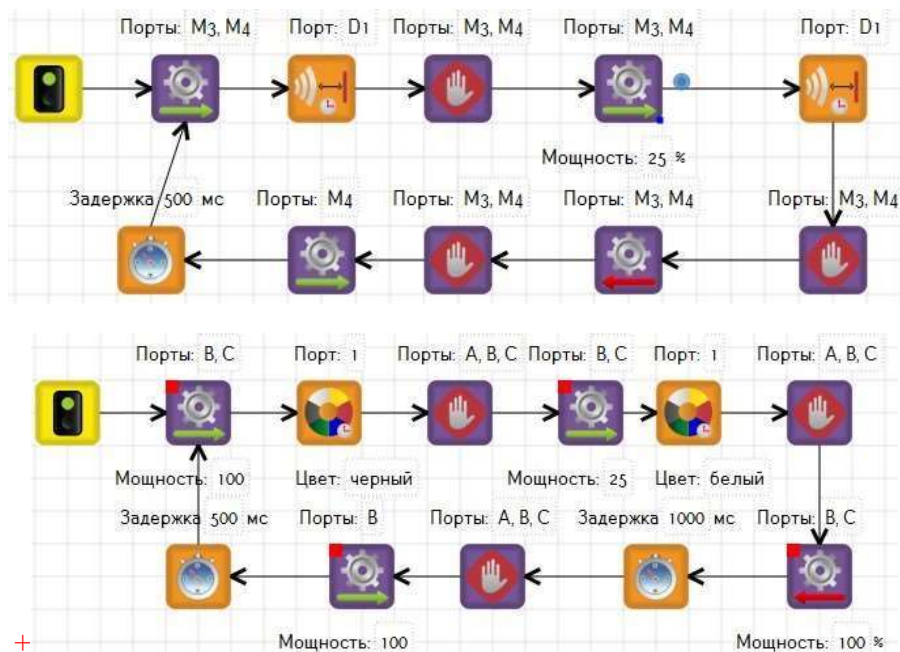 Порты: M3, M4 Порт: D1 Порты: M3, M4 Порты: M3, M4 Порт: D1
Мощность: 25 %
Задержка 500 мс Порты: M4 Порты: M3, M4 Порты: M3, M4 Порты: M3, M4
Порты: B, C Порт: 1 Порты: A, B, C Порты: B, C Порт: 1 Порты: A, B, C
Мощность: 100 Цвет: черный Мощность: 25 Цвет: белый
Задержка 500 мс Порты: B Порты: A, B, C Задержка 1000 мс Порты: B, C
Мощность: 100 Мощность: 100 %